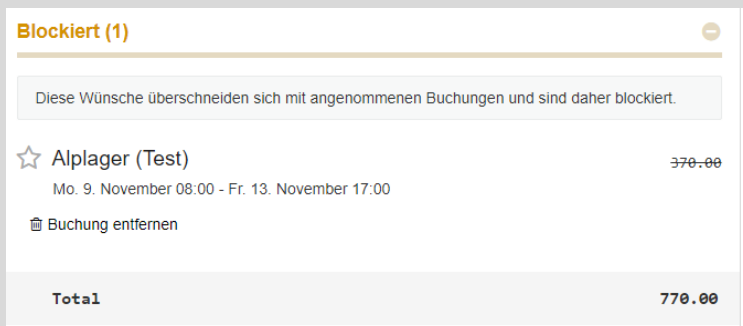 Blockiert (1)
Diese Wünsche überschneiden sich mit angenommenen Buchungen und sind daher blockiert.
Alplager (Test) 370.00
Mo. 9. November 08:00 - Fr. 13. November 17:00
Buchung entfernen
Total 770.00